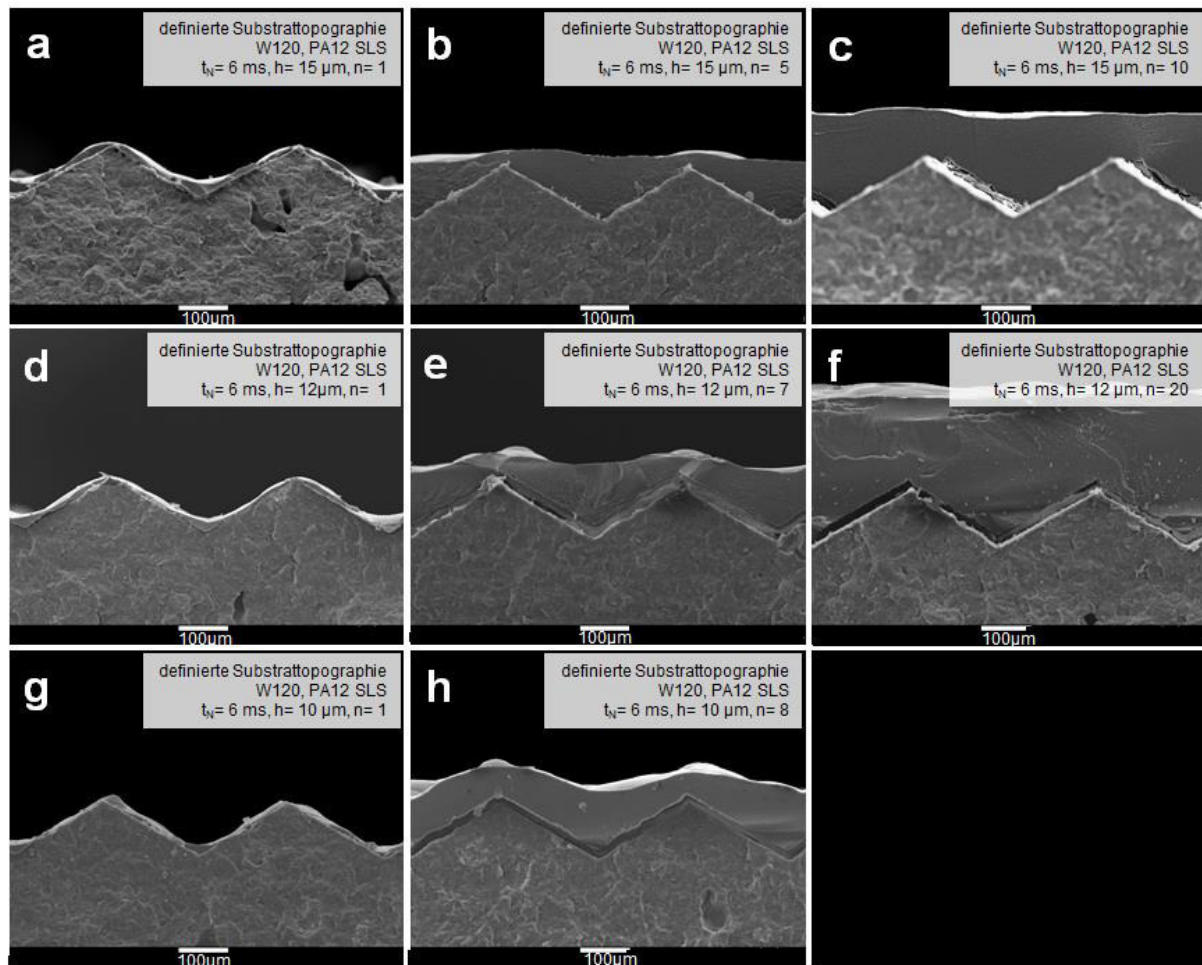 a
definierte Substrattopographie
W120, PA12 SLS
tN= 6 ms, h= 15 µm, n= 1
100µm
b
definierte Substrattopographie
W120, PA12 SLS
tN= 6 ms, h= 15 µm, n= 5
100µm
c
definierte Substrattopographie
W120, PA12 SLS
tN= 6 ms, h= 15 µm, n= 10
100µm
d
definierte Substrattopographie
W120, PA12 SLS
tN= 6 ms, h= 12µm, n= 1
100µm
e
definierte Substrattopographie
W120, PA12 SLS
tN= 6 ms, h= 12 µm, n= 7
100µm
f
definierte Substrattopographie
W120, PA12 SLS
tN= 6 ms, h= 12 µm, n= 20
100µm
g
definierte Substrattopographie
W120, PA12 SLS
tN= 6 ms, h= 10 µm, n= 1
100µm
h
definierte Substrattopographie
W120, PA12 SLS
tN= 6 ms, h= 10 µm, n= 8
100µm